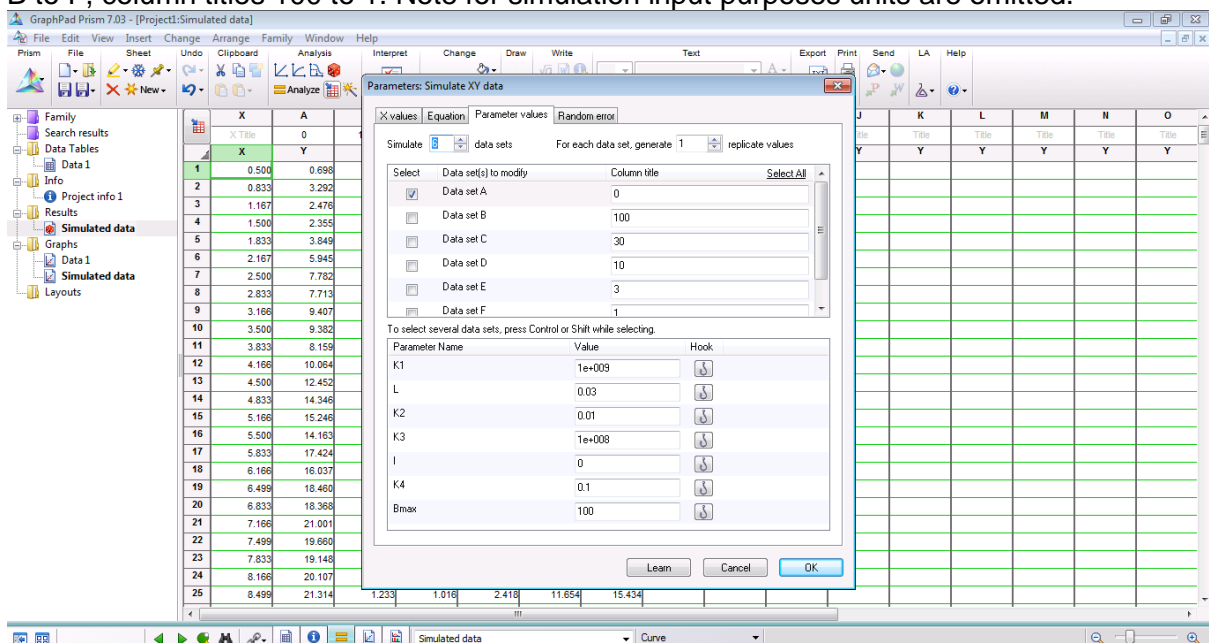 D to F, column titles 100 to 1. Note for simulation input purposes units are omitted.
GraphPad Prism 7.03 - [Project1:Simulated data]
File Edit View Insert Change Arrange Family Window Help
Prism File Sheet Undo Clipboard Analysis Interpret Change Draw Write Text Export Print Send LA Help
New Analyze
Family
Search results
Data Tables
Data 1
Info
Project info 1
Results
Simulated data
Graphs
Data 1
Simulated data
Layouts
X A J K L M N O
X Title 0 Title Title Title Title Title
X Y Y Y Y Y Y Y
1 0.500 0.698
2 0.833 3.292
3 1.167 2.476
4 1.500 2.355
5 1.833 3.849
6 2.167 5.945
7 2.500 7.782
8 2.833 7.713
9 3.166 9.407
10 3.500 9.382
11 3.833 8.159
12 4.166 10.064
13 4.500 12.452
14 4.833 14.346
15 5.166 15.246
16 5.500 14.163
17 5.833 17.424
18 6.166 16.037
19 6.499 18.460
20 6.833 18.368
21 7.166 21.001
22 7.499 19.660
23 7.833 19.148
24 8.166 20.107
25 8.499 21.314 1.233 1.016 2.418 11.654 15.434
Parameters: Simulate XY data
X values Equation Parameter values Random error
Simulate 6 data sets For each data set, generate 1 replicate values
Select Data set(s) to modify Column title Select All
Data set A 0
Data set B 100
Data set C 30
Data set D 10
Data set E 3
Data set F 1
To select several data sets, press Control or Shift while selecting.
Parameter Name Value Hook
K1 1e+009
L 0.03
K2 0.01
K3 1e+008
I 0
K4 0.1
Bmax 100
Learn Cancel OK
Simulated data Curve